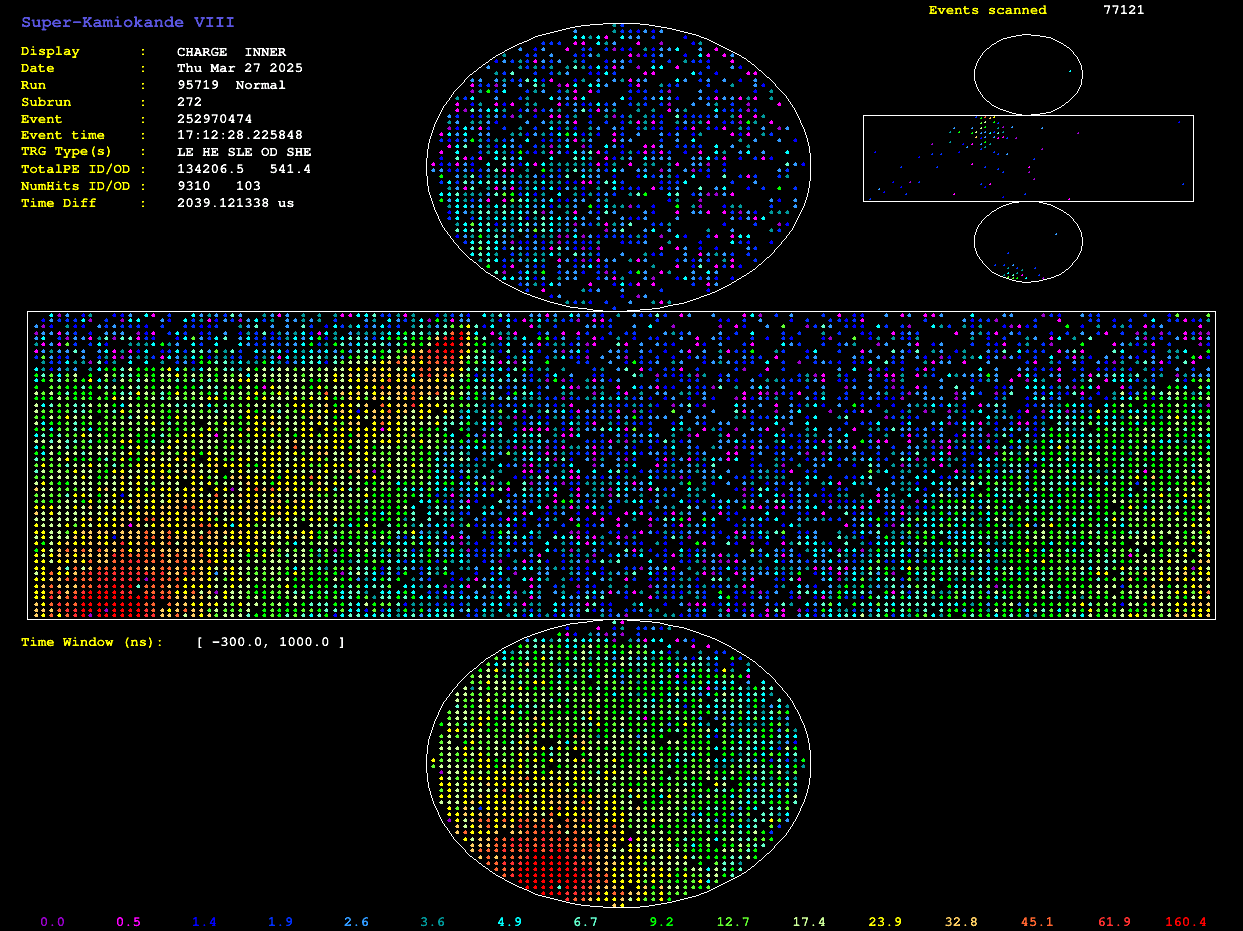 Super-Kamiokande VIII
Events scanned 77121
Display : CHARGE INNER
Date : Thu Mar 27 2025
Run : 95719 Normal
Subrun : 272
Event : 252970474
Event time : 17:12:28.225848
TRG Type(s) : LE HE SLE OD SHE
TotalPE ID/OD : 134206.5 541.4
NumHits ID/OD : 9310 103
Time Diff : 2039.121338 us
Time Window (ns): [ -300.0, 1000.0 ]
0.0 0.5 1.4 1.9 2.6 3.6 4.9 6.7 9.2 12.7 17.4 23.9 32.8 45.1 61.9 160.4